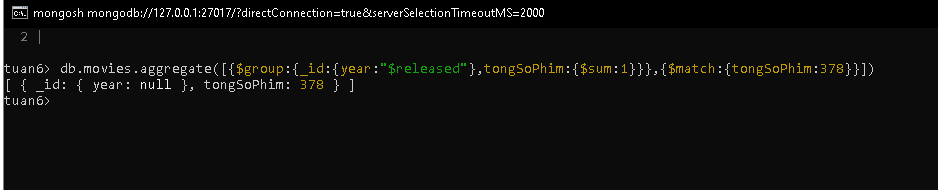 mongosh mongodb://127.0.0.1:27017/?directConnection=true&serverSelectionTimeoutMS=2000
2 |
tuan6> db.movies.aggregate([{$group:{_id:{year:"$released"},tongSoPhim:{$sum:1}}},{$match:{tongSoPhim:378}}])
[ { _id: { year: null }, tongSoPhim: 378 } ]
tuan6>